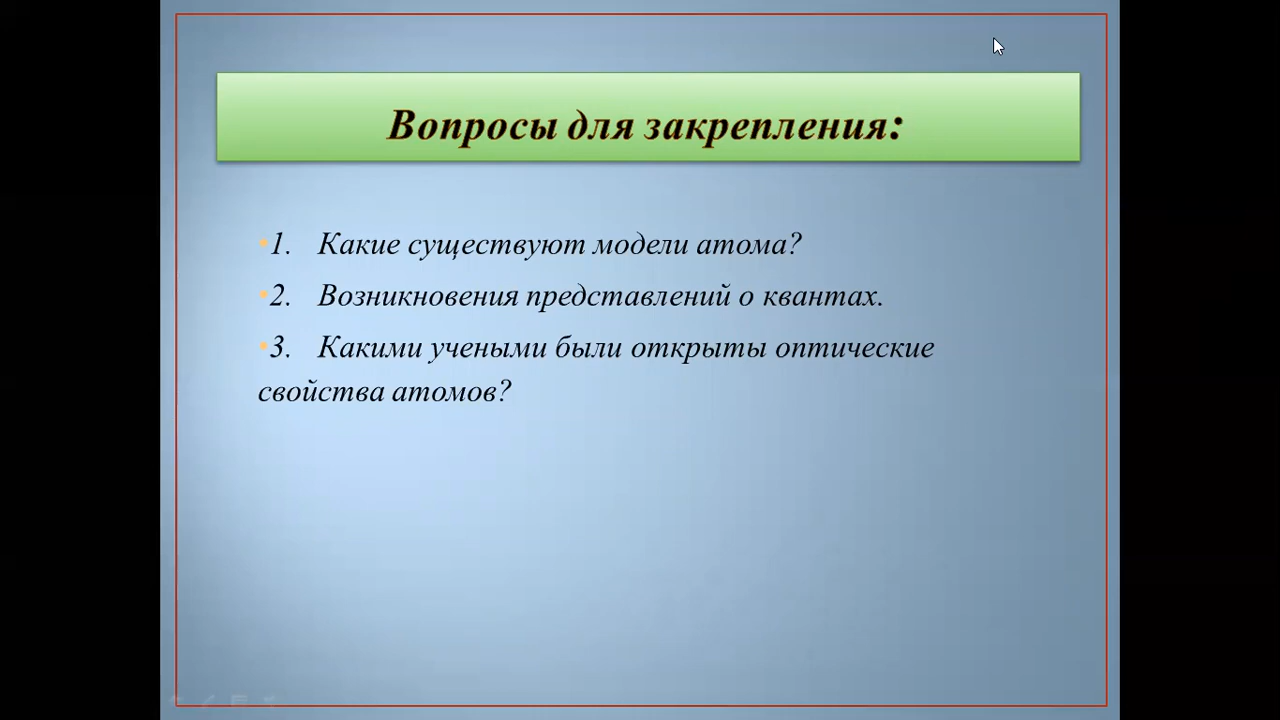 Вопросы для закрепления:
•1. Какие существуют модели атома?
•2. Возникновения представлений о квантах.
•3. Какими учеными были открыты оптические
свойства атомов?